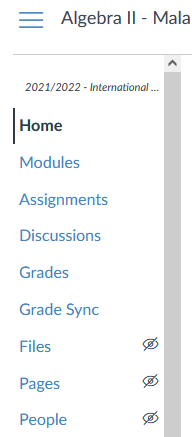 Algebra II - Mala
2021/2022 - International ...
Home
Modules
Assignments
Discussions
Grades
Grade Sync
Files
Pages
People